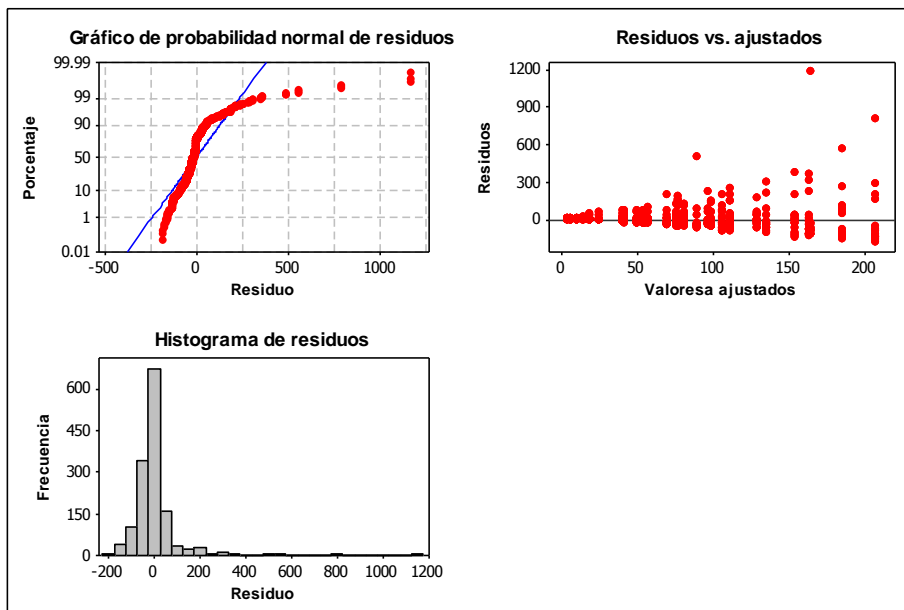 Gráfico de probabilidad normal de residuos
99.99
99
90
50
10
1
0.01
Porcentaje
-500 0 500 1000
Residuo
Residuos vs. ajustados
1200
900
600
300
0
Residuos
0 50 100 150 200
Valoresa ajustados
Histograma de residuos
600
450
300
150
0
Frecuencia
-200 0 200 400 600 800 1000 1200
Residuo